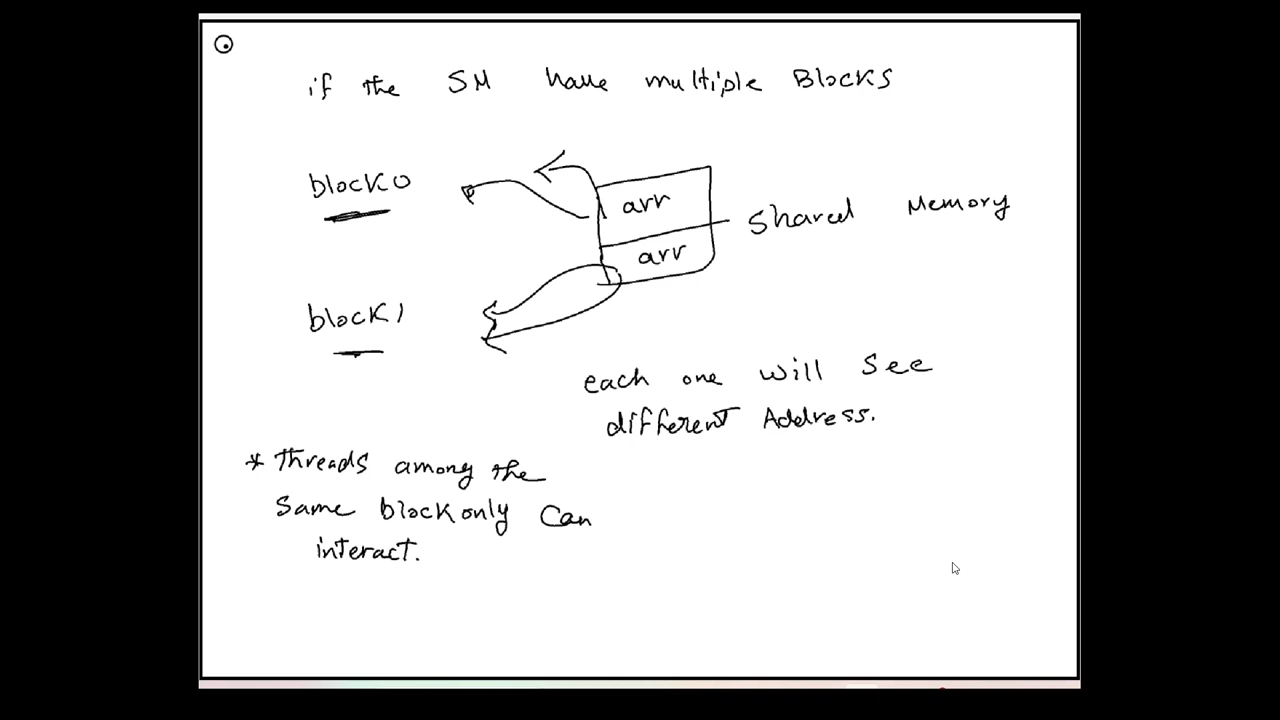 if the SM have multiple Blocks
block0
arr
Shared Memory
arr
block1
each one will see
different Address.
* Threads among the
Same block only Can
interact.